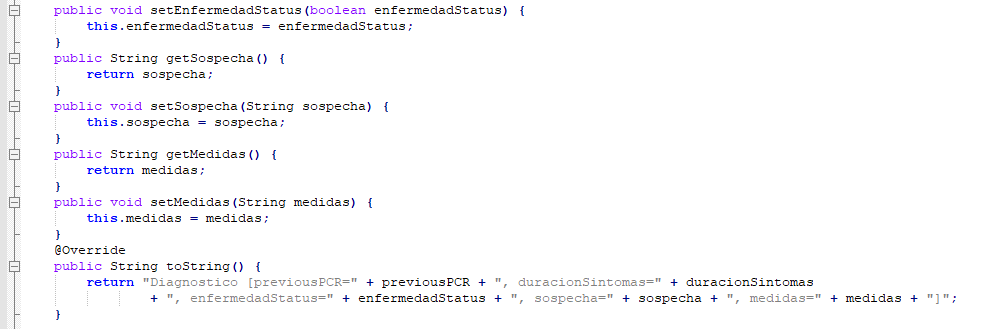 public void setEnfermedadStatus(boolean enfermedadStatus) {
this.enfermedadStatus = enfermedadStatus;
}
public String getSospecha() {
return sospecha;
}
public void setSospecha(String sospecha) {
this.sospecha = sospecha;
}
public String getMedidas() {
return medidas;
}
public void setMedidas(String medidas) {
this.medidas = medidas;
}
@Override
public String toString() {
return "Diagnostico [previousPCR=" + previousPCR + ", duracionSintomas=" + duracionSintomas
+ ", enfermedadStatus=" + enfermedadStatus + ", sospecha=" + sospecha + ", medidas=" + medidas + "]";
}